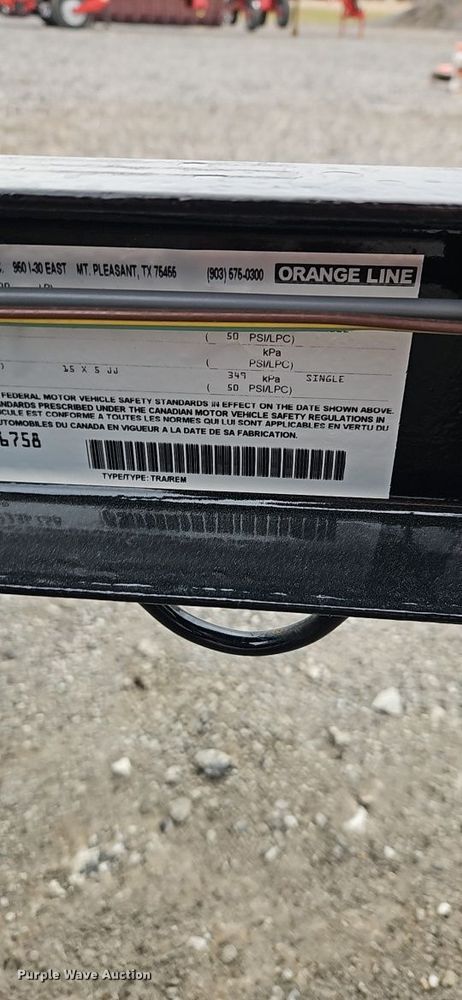 950 I-30 EAST MT. PLEASANT, TX 75455 (903) 575-0300 ORANGE LINE
( 50 PSI/LPC)
kPa
( PSI/LPC)
) 15 X 5 JJ
349 kPa SINGLE
( 50 PSI/LPC)
FEDERAL MOTOR VEHICLE SAFETY STANDARDS IN EFFECT ON THE DATE SHOWN ABOVE.
NDARDS PRESCRIBED UNDER THE CANADIAN MOTOR VEHICLE SAFETY REGULATIONS IN
ICULE EST CONFORME A TOUTES LES NORMES QUI LUI SONT APPLICABLES EN VERTU DU
UTOMOBILES DU CANADA EN VIGUEUR A LA DATE DE SA FABRICATION.
6758
TYPE/TYPE: TRA/REM
Purple Wave Auction